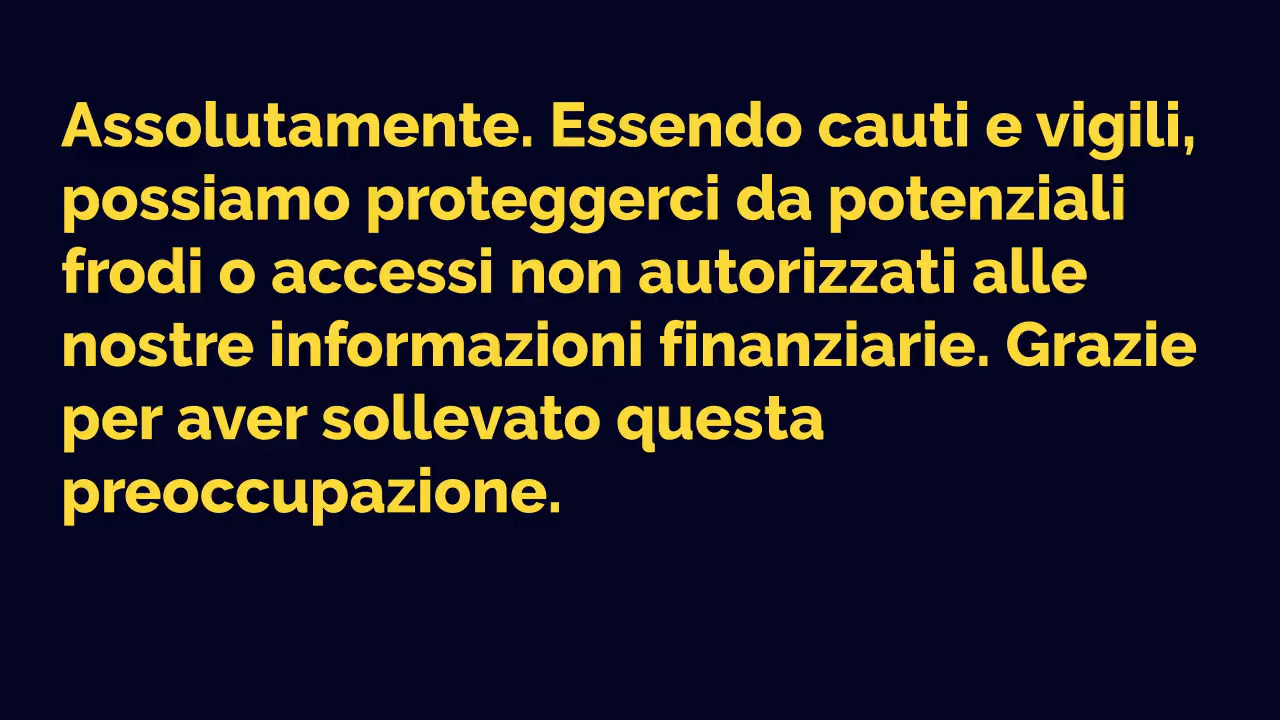 Assolutamente. Essendo cauti e vigili,
possiamo proteggerci da potenziali
frodi o accessi non autorizzati alle
nostre informazioni finanziarie. Grazie
per aver sollevato questa
preoccupazione.